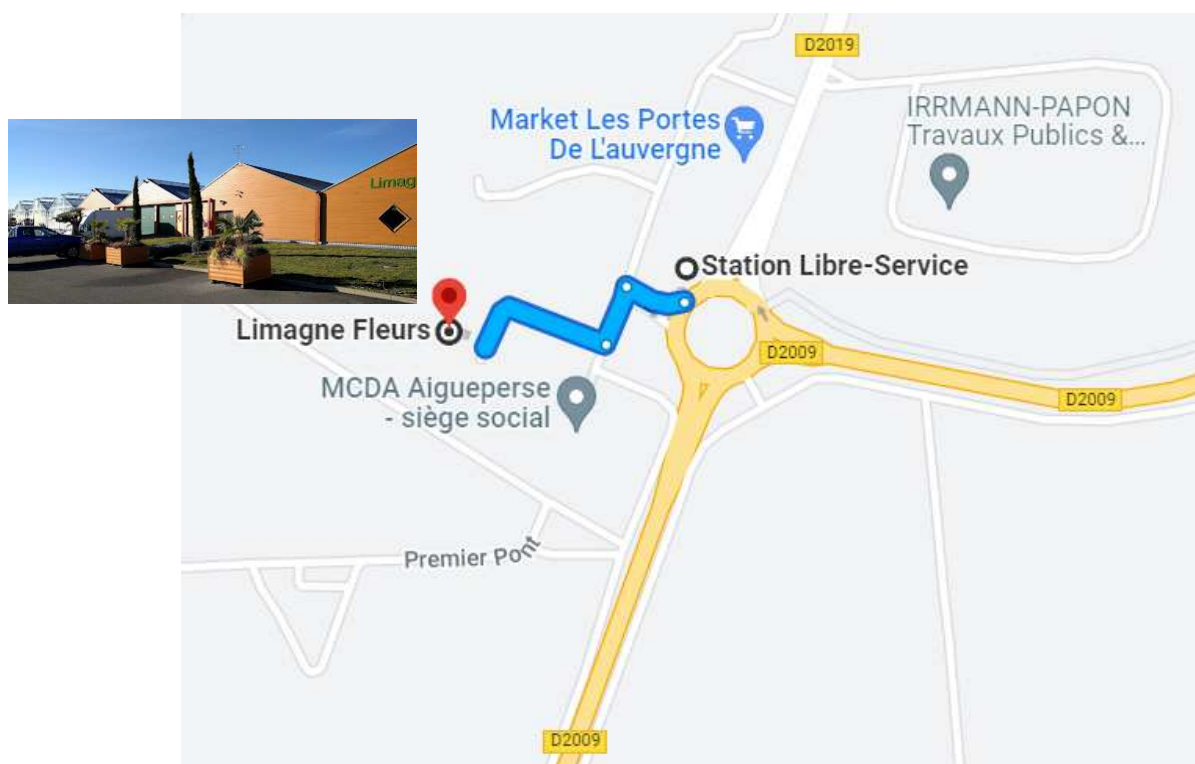 D2019
IRRMANN-PAPON
Travaux Publics &...
Market Les Portes
De L'auvergne
Limag
Station Libre-Service
Limagne Fleurs
D2009
MCDA Aigueperse
- siège social
D2009
Premier Pont
D2009